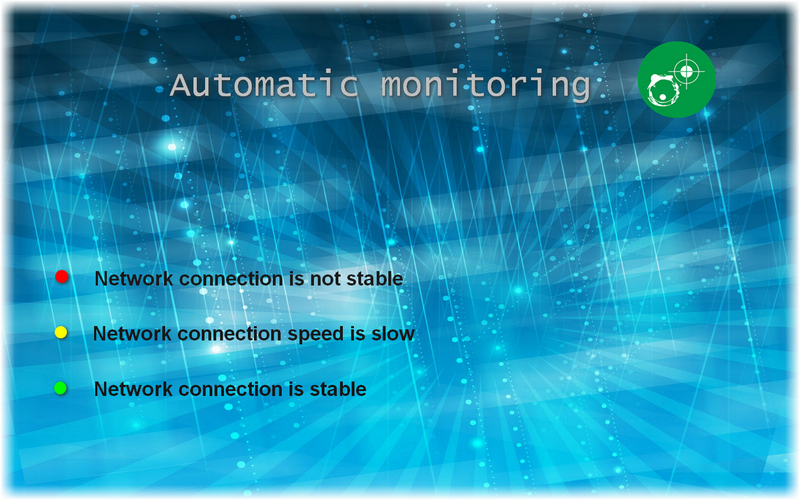 Automatic monitoring
Network connection is not stable
Network connection speed is slow
Network connection is stable